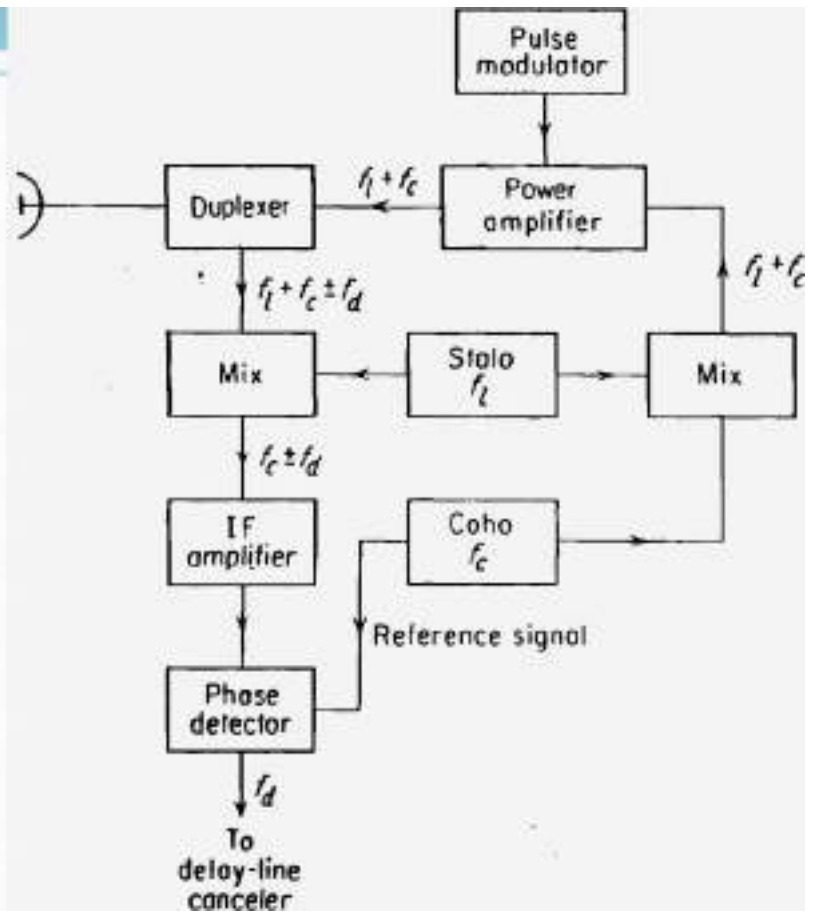 Pulse
modulator
f_l + f_c
Duplexer
Power
amplifier
f_l + f_c
f_l + f_c ± f_d
Mix
Stalo
f_l
Mix
f_c ± f_d
IF
amplifier
Coho
f_c
Reference signal
Phase
detector
f_d
To
delay-line
canceler